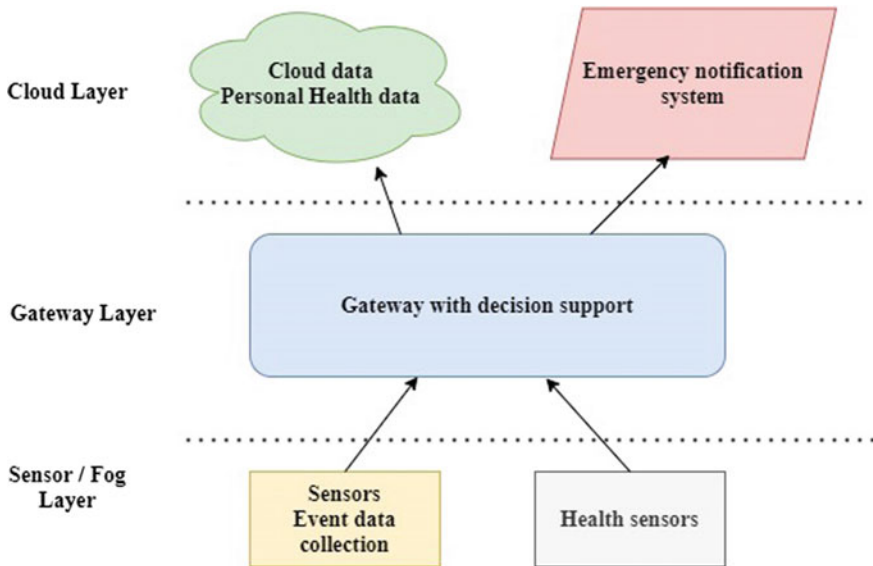 Cloud Layer
Cloud data
Personal Health data
Emergency notification
system
Gateway Layer
Gateway with decision support
Sensor / Fog
Layer
Sensors
Event data
collection
Health sensors